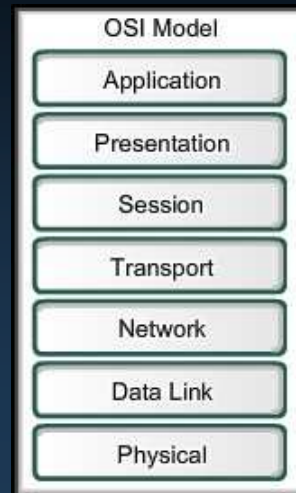 OSI Model
Application
Presentation
Session
Transport
Network
Data Link
Physical